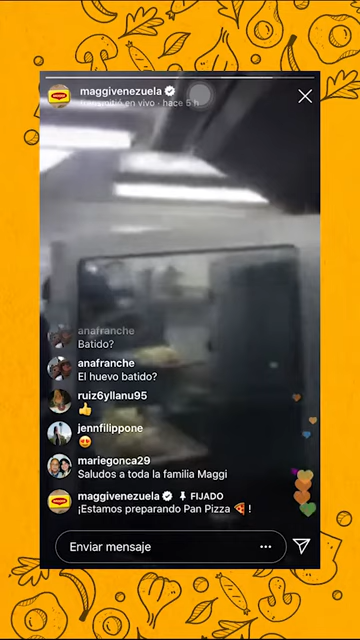 maggivenezuela
transmitió en vivo · hace 5 h
anafranche
Batido?
anafranche
El huevo batido?
ruiz6yllanu95
👍
jennfilippone
😍
mariegonca29
Saludos a toda la familia Maggi
maggivenezuela FIJADO
¡Estamos preparando Pan Pizza 🍕 !
Enviar mensaje